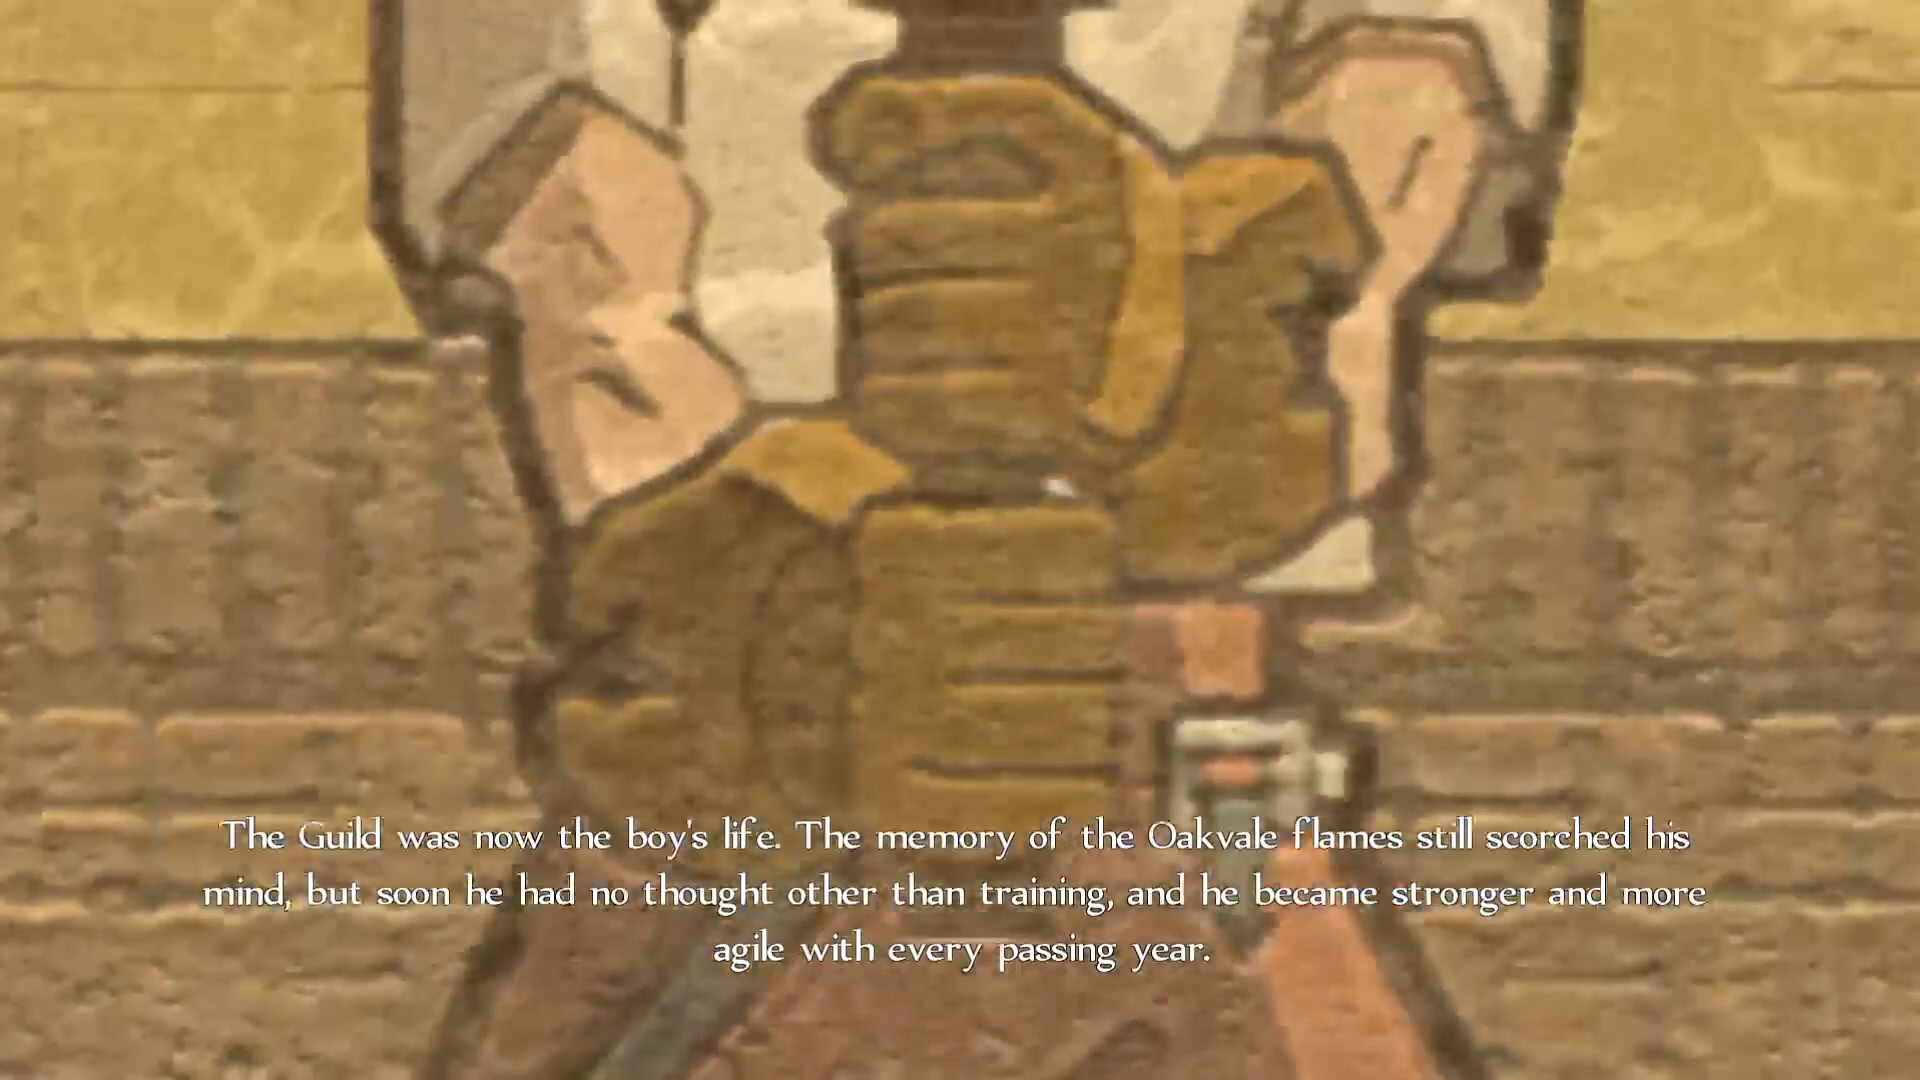 The Guild was now the boy's life. The memory of the Oakvale flames still scorched his
mind, but soon he had no thought other than training, and he became stronger and more
agile with every passing year.